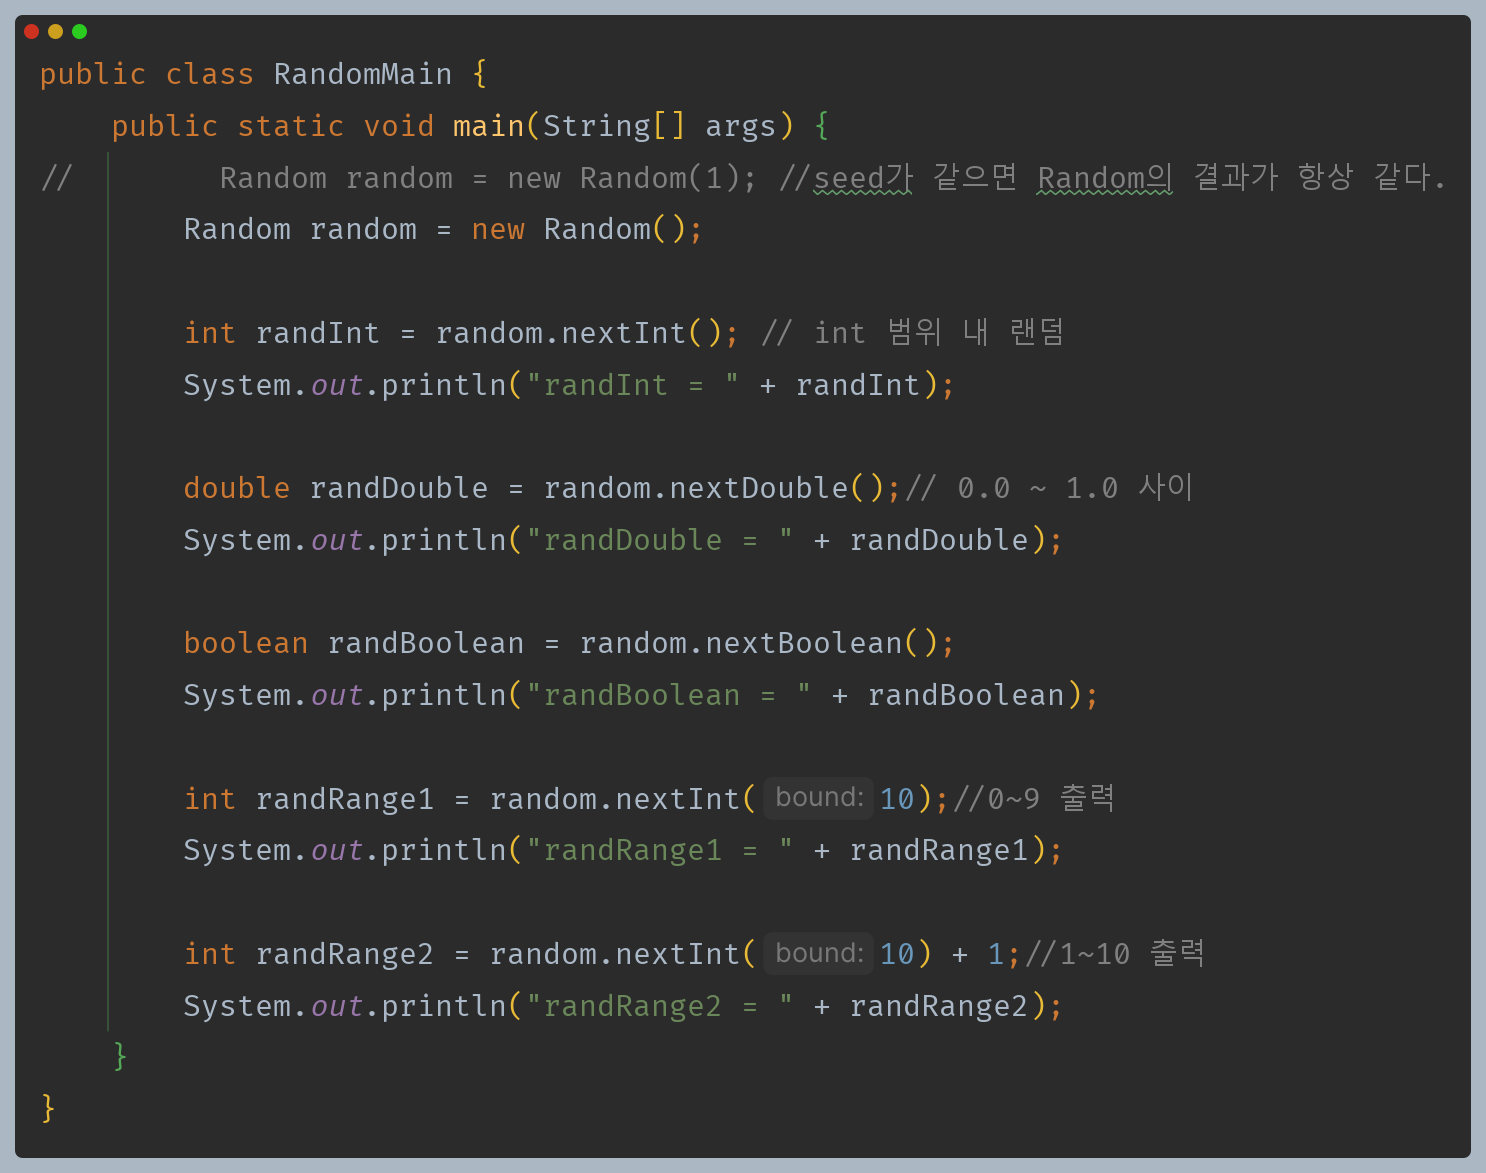 public class RandomMain {
public static void main(String[] args) {
//        Random random = new Random(1); //seed가 같으면 Random의 결과가 항상 같다.
Random random = new Random();
int randInt = random.nextInt(); // int 범위 내 랜덤
System.out.println("randInt = " + randInt);
double randDouble = random.nextDouble();// 0.0 ~ 1.0 사이
System.out.println("randDouble = " + randDouble);
boolean randBoolean = random.nextBoolean();
System.out.println("randBoolean = " + randBoolean);
int randRange1 = random.nextInt( bound: 10);//0~9 출력
System.out.println("randRange1 = " + randRange1);
int randRange2 = random.nextInt( bound: 10) + 1;//1~10 출력
System.out.println("randRange2 = " + randRange2);
}
}